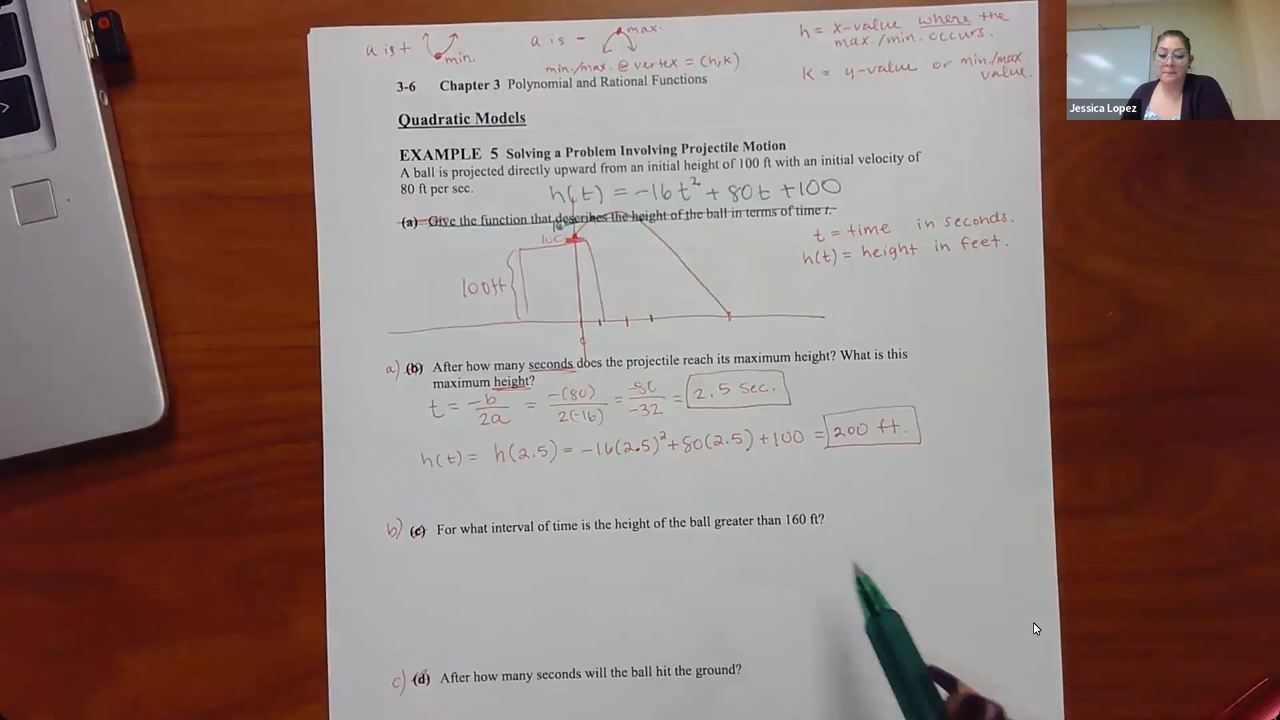 a is + min.
a is - max.
min./max. @ vertex = (h,k)
h = x-value where the
max./min. occurs.
k = y-value or min./max
value.
3-6 Chapter 3 Polynomial and Rational Functions
Jessica Lopez
Quadratic Models
EXAMPLE 5 Solving a Problem Involving Projectile Motion
A ball is projected directly upward from an initial height of 100 ft with an initial velocity of
80 ft per sec.
h(t) = -16t² + 80t + 100
(a) Give the function that describes the height of the ball in terms of time t.
t = time in seconds.
h(t) = height in feet.
100ft
a) (b) After how many seconds does the projectile reach its maximum height? What is this
maximum height?
t = -b/2a = -(80)/2(-16) = -80/-32 = 2.5 sec.
h(t) = h(2.5) = -16(2.5)² + 80(2.5) + 100 = 200 ft.
b) (c) For what interval of time is the height of the ball greater than 160 ft?
c) (d) After how many seconds will the ball hit the ground?